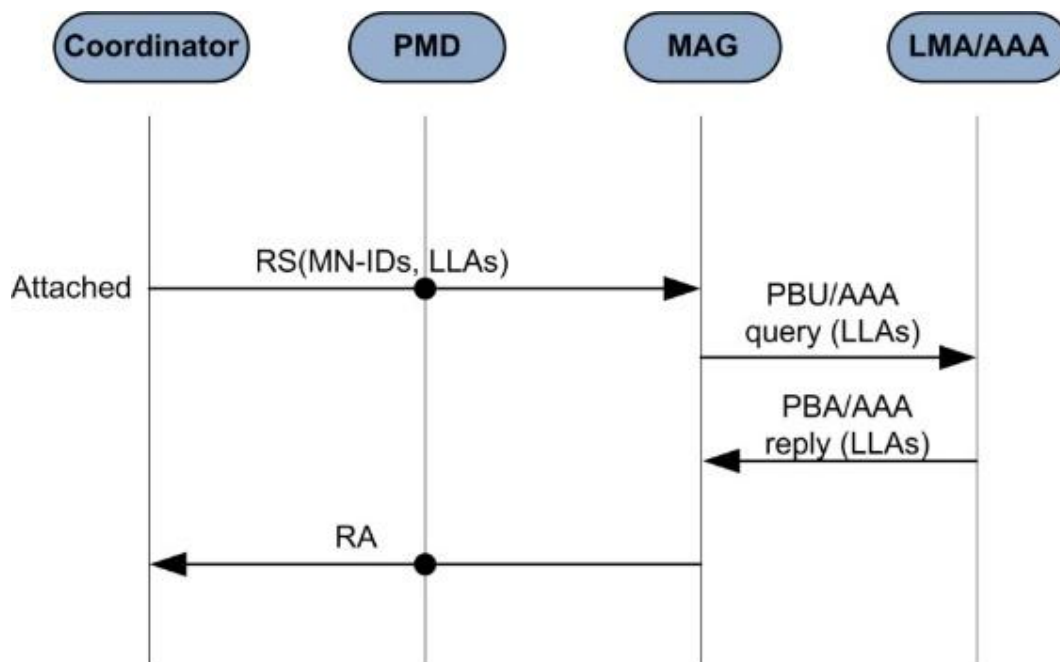 Coordinator
PMD
MAG
LMA/AAA
RS(MN-IDs, LLAs)
Attached
PBU/AAA
query (LLAs)
PBA/AAA
reply (LLAs)
RA